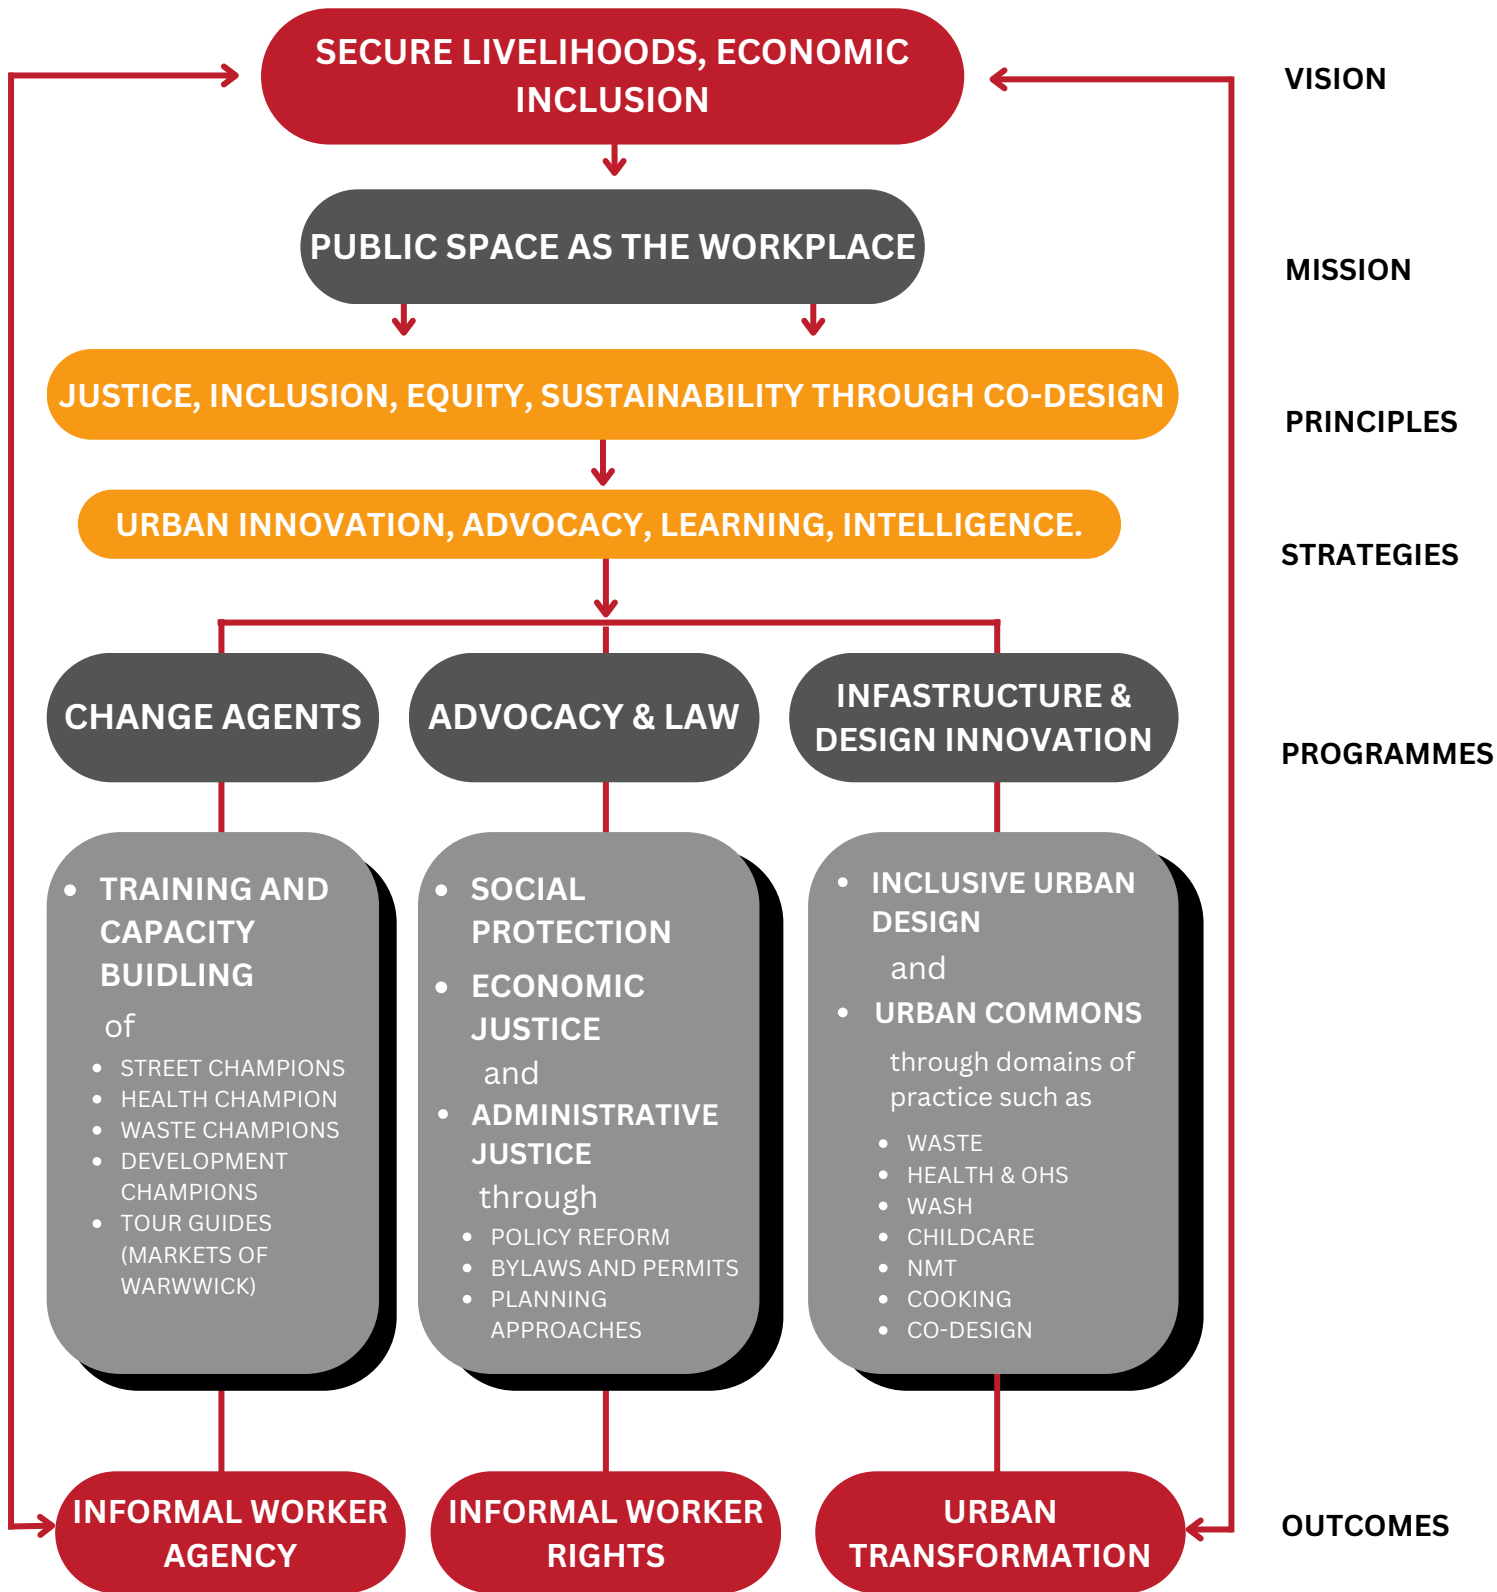 SECURE LIVELIHOODS, ECONOMIC
INCLUSION
VISION
PUBLIC SPACE AS THE WORKPLACE
MISSION
JUSTICE, INCLUSION, EQUITY, SUSTAINABILITY THROUGH CO-DESIGN
PRINCIPLES
URBAN INNOVATION, ADVOCACY, LEARNING, INTELLIGENCE.
STRATEGIES
CHANGE AGENTS
ADVOCACY & LAW
INFASTRUCTURE &
DESIGN INNOVATION
PROGRAMMES
• TRAINING AND
CAPACITY
BUIDLING
of
• STREET CHAMPIONS
• HEALTH CHAMPION
• WASTE CHAMPIONS
• DEVELOPMENT
CHAMPIONS
• TOUR GUIDES
(MARKETS OF
WARWWICK)
• SOCIAL
PROTECTION
• ECONOMIC
JUSTICE
and
• ADMINISTRATIVE
JUSTICE
through
• POLICY REFORM
• BYLAWS AND PERMITS
• PLANNING
APPROACHES
• INCLUSIVE URBAN
DESIGN
and
• URBAN COMMONS
through domains of
practice such as
• WASTE
• HEALTH & OHS
• WASH
• CHILDCARE
• NMT
• COOKING
• CO-DESIGN
INFORMAL WORKER
AGENCY
INFORMAL WORKER
RIGHTS
URBAN
TRANSFORMATION
OUTCOMES